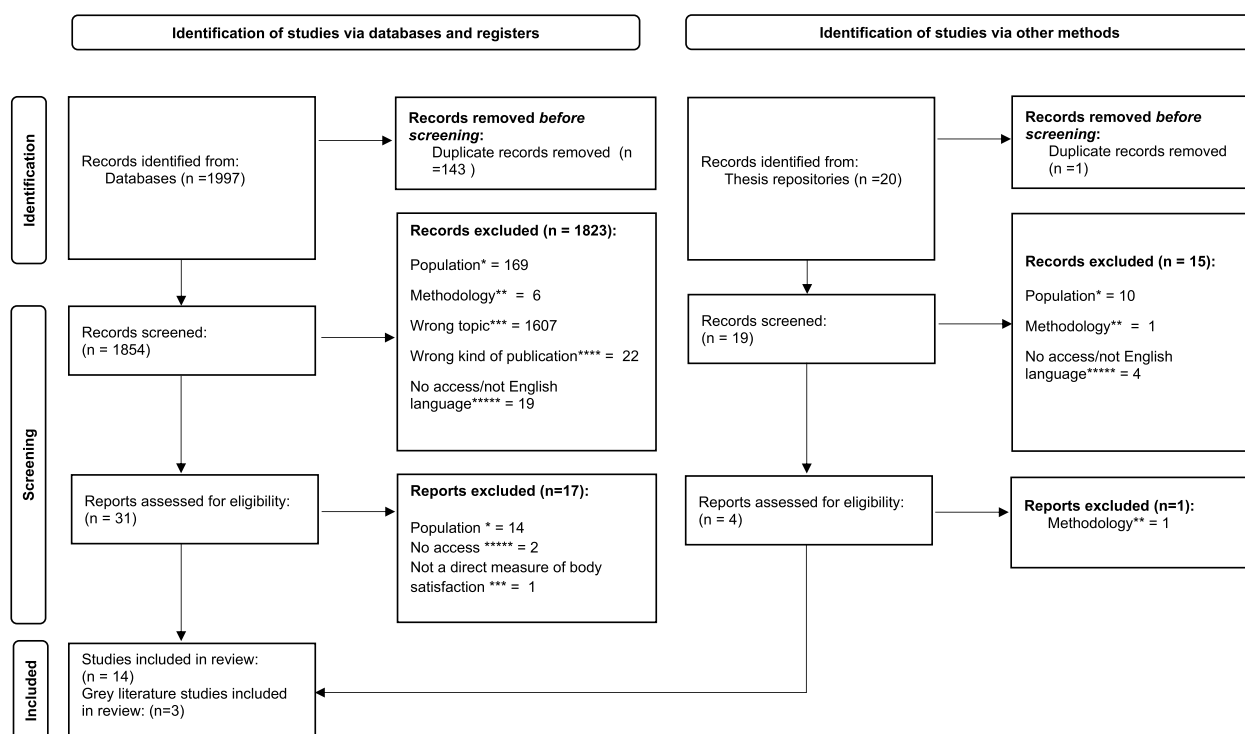 Identification of studies via databases and registers
Identification of studies via other methods
Identification
Records identified from:
Databases (n =1997)
Records removed before
screening:
Duplicate records removed (n
=143 )
Records identified from:
Thesis repositories (n =20)
Records removed before
screening:
Duplicate records removed
(n =1)
Screening
Records screened:
(n = 1854)
Records excluded (n = 1823):
Population* = 169
Methodology** = 6
Wrong topic*** = 1607
Wrong kind of publication**** = 22
No access/not English
language***** = 19
Records screened:
(n = 19)
Records excluded (n = 15):
Population* = 10
Methodology** = 1
No access/not English
language***** = 4
Reports assessed for eligibility:
(n = 31)
Reports excluded (n=17):
Population * = 14
No access ***** = 2
Not a direct measure of body
satisfaction *** = 1
Reports assessed for eligibility:
(n = 4)
Reports excluded (n=1):
Methodology** = 1
Included
Studies included in review:
(n = 14)
Grey literature studies included
in review: (n=3)